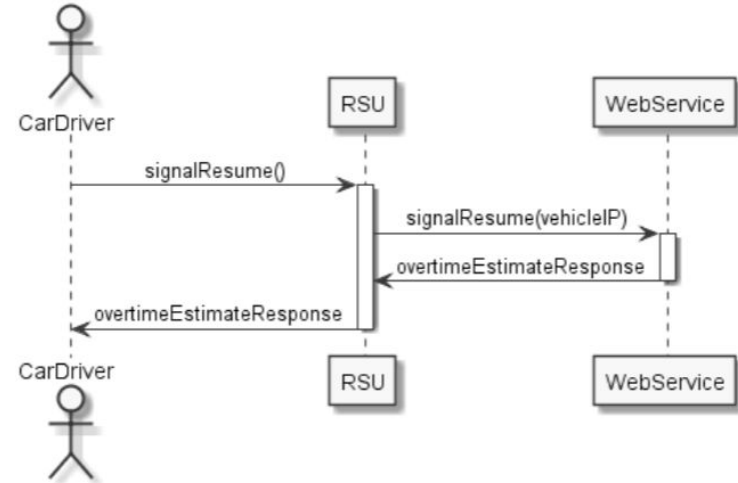 CarDriver
RSU
WebService
signalResume()
signalResume(vehicleIP)
overtimeEstimateResponse
overtimeEstimateResponse
CarDriver
RSU
WebService